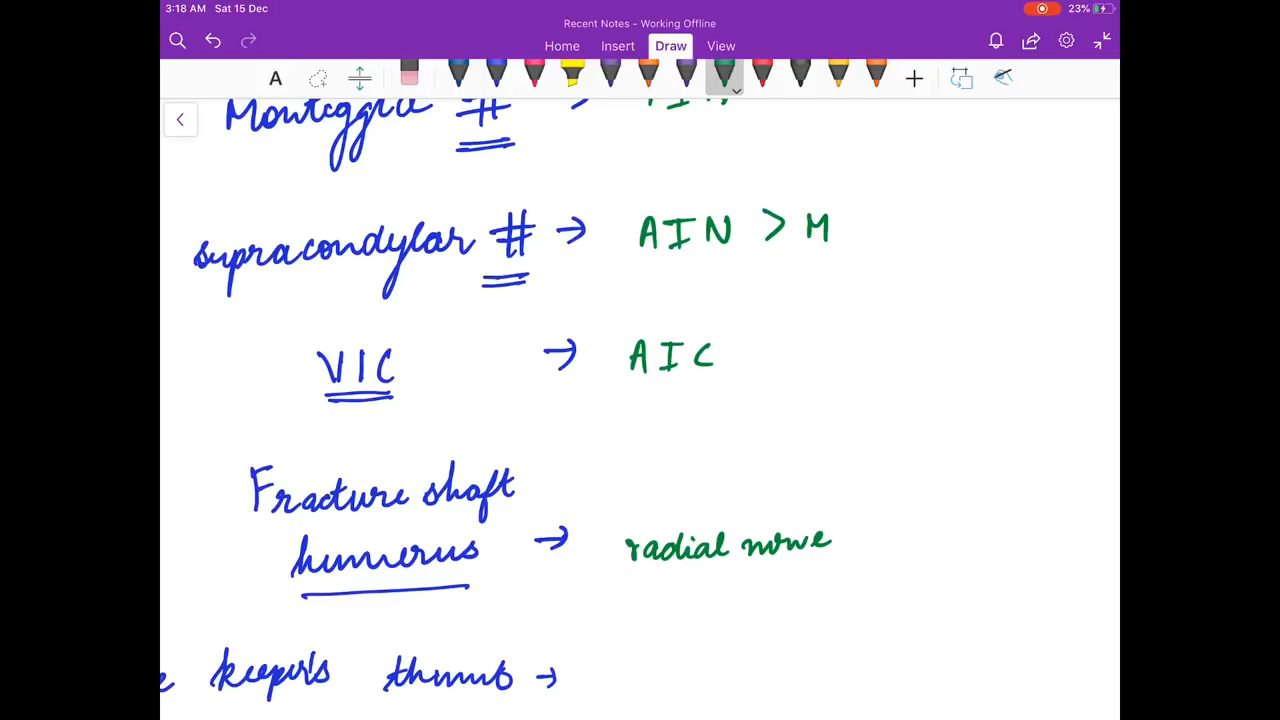 3:18 AM Sat 15 Dec
23%
Recent Notes - Working Offline
Home Insert Draw View
A
Monteggia # →
supracondylar # → AIN > M
VIC → AIC
Fracture shaft
humerus → radial nerve
keeper's thumb →